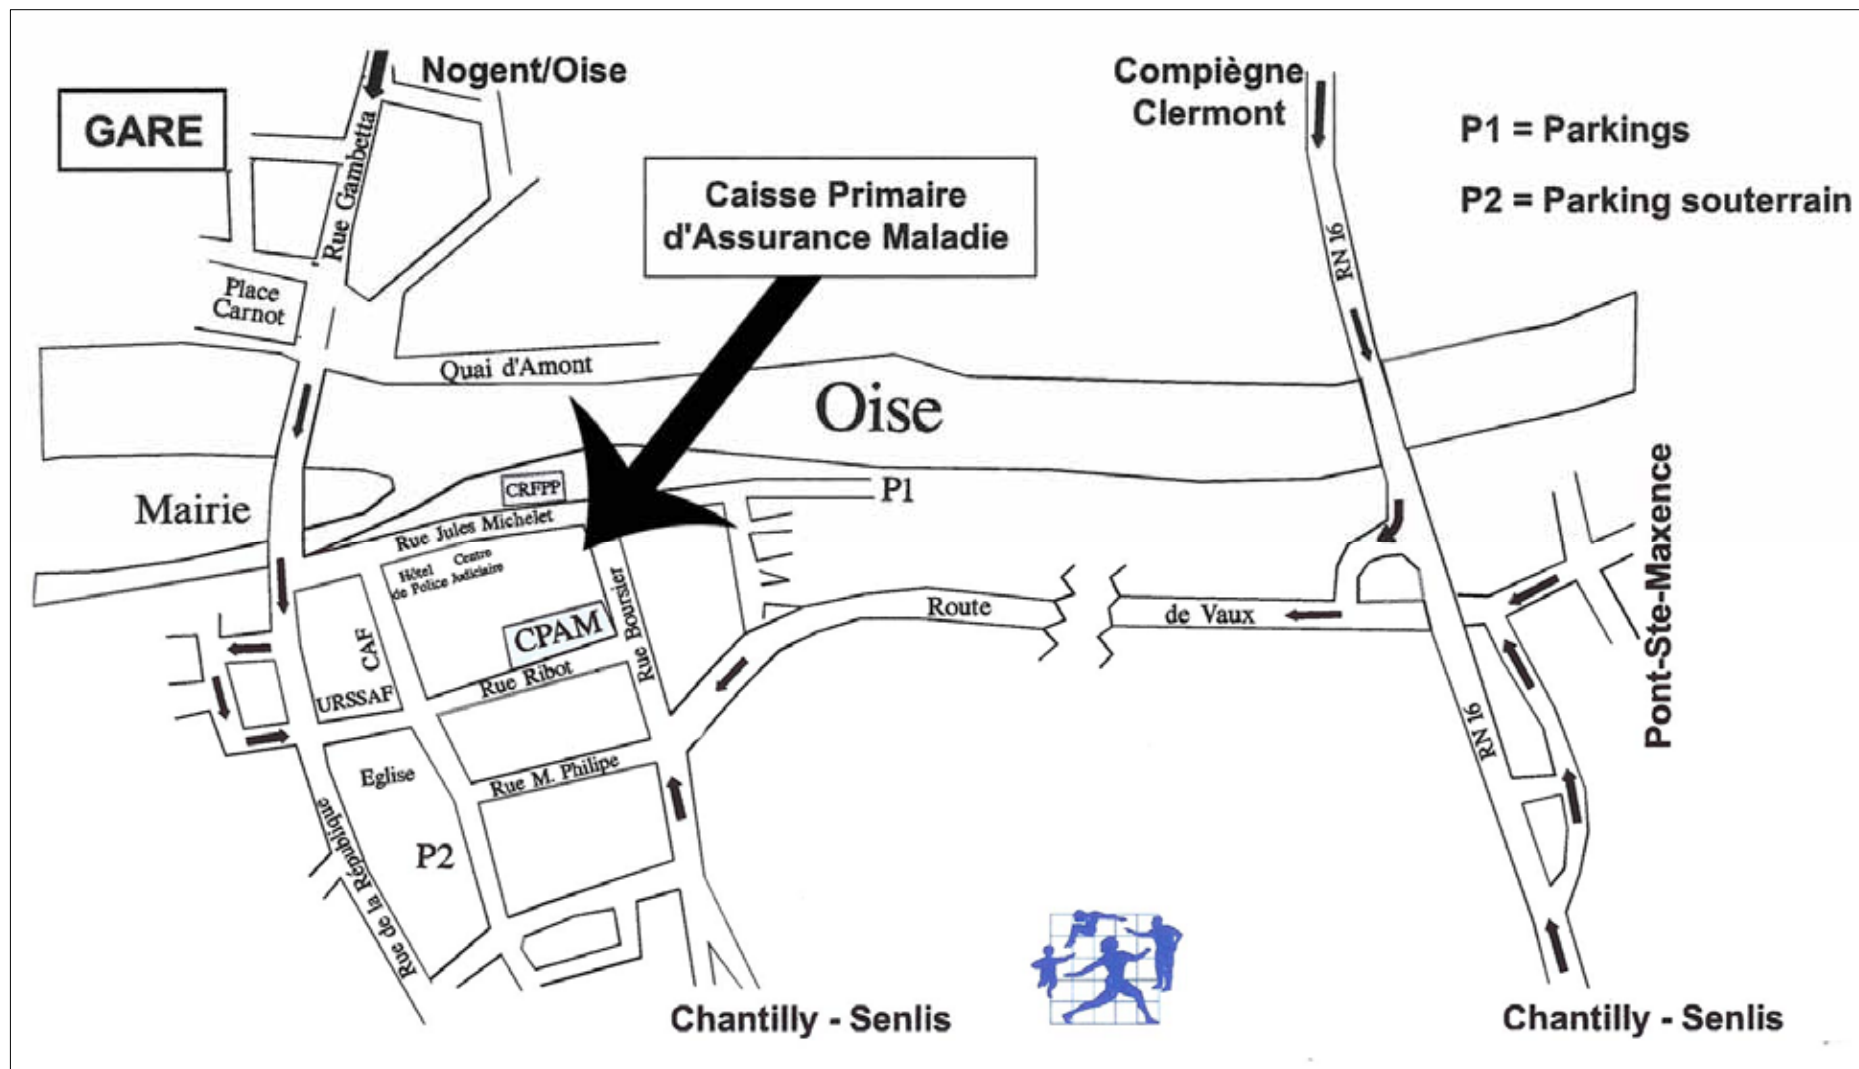 Nogent/Oise
GARE
Rue Gambetta
Place
Carnot
Compiègne
Clermont
P1 = Parkings
P2 = Parking souterrain
Caisse Primaire
d'Assurance Maladie
RN 16
Quai d'Amont
Oise
Mairie
CRFPP
P1
Rue Jules Michelet
Hôtel Centre
de Police Judiciaire
CAF
CPAM
Rue Boursier
Route
de Vaux
Pont-Ste-Maxence
URSSAF
Rue Ribot
RN 16
Eglise
Rue M. Philipe
P2
Rue de la République
Chantilly - Senlis
Chantilly - Senlis